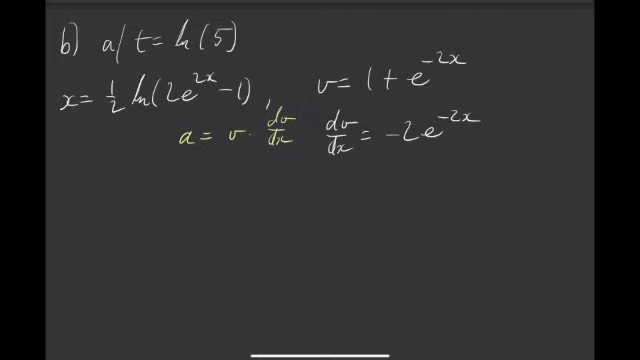 b) a/ t = ln(5)
x = 1/2 ln(2e^{2x} - 1), v = 1 + e^{-2x}
a = v · dv/dx dv/dx = -2e^{-2x}